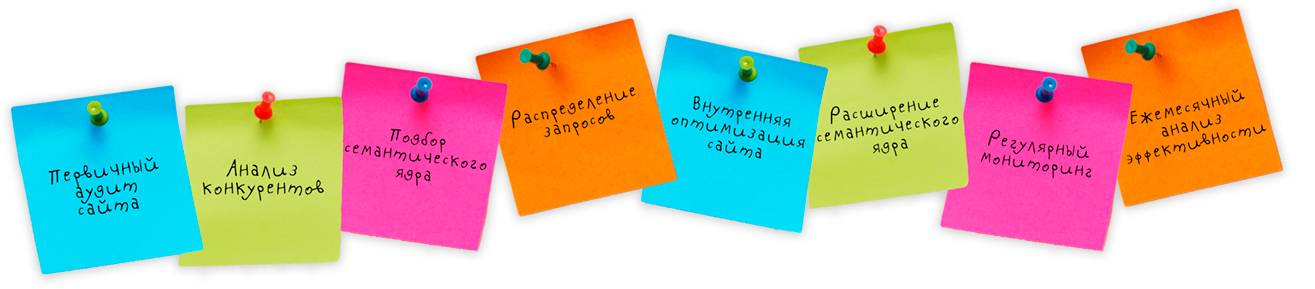 Первичный
аудит
сайта
Анализ
конкурентов
Подбор
семантического
ядра
Распределение
запросов
Внутренняя
оптимизация
сайта
Расширение
семантического
ядра
Регулярный
мониторинг
Ежемесячный
анализ
эффективности